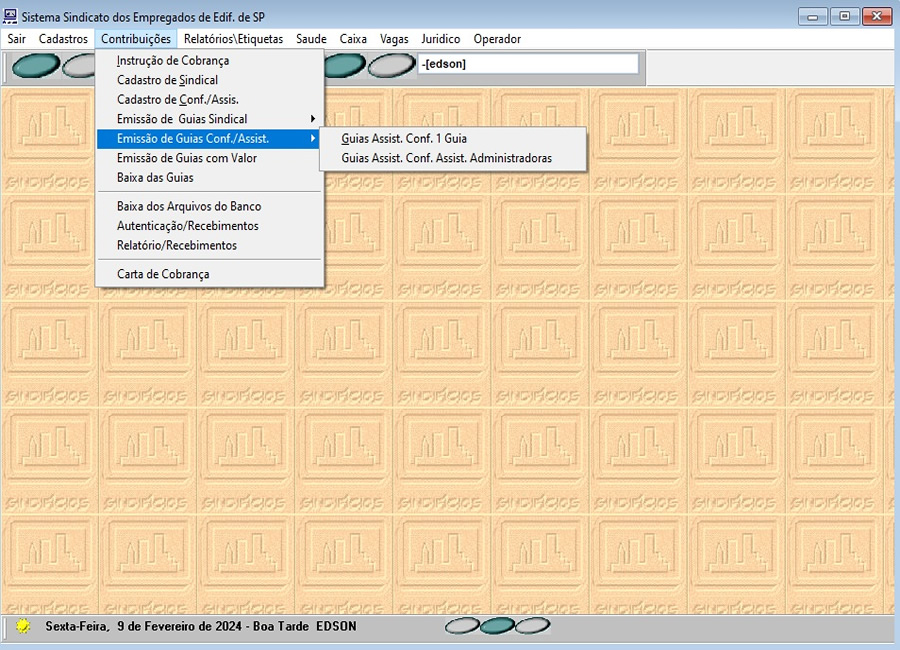 Sistema Sindicato dos Empregados de Edif. de SP
Sair Cadastros Contribuições Relatórios\Etiquetas Saude Caixa Vagas Juridico Operador
-[edson]
Instrução de Cobrança
Cadastro de Sindical
Cadastro de Conf./Assis.
Emissão de Guias Sindical
Emissão de Guias Conf./Assist.
Guias Assist. Conf. 1 Guia
Guias Assist. Conf. Assist. Administradoras
Emissão de Guias com Valor
Baixa das Guias
Baixa dos Arquivos do Banco
Autenticação/Recebimentos
Relatório/Recebimentos
Carta de Cobrança
Sexta-Feira, 9 de Fevereiro de 2024 - Boa Tarde EDSON